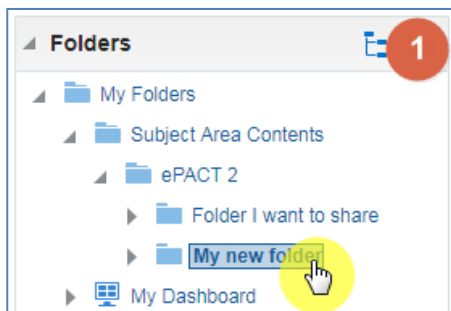 Folders 1
My Folders
Subject Area Contents
ePACT 2
Folder I want to share
My new folder
My Dashboard